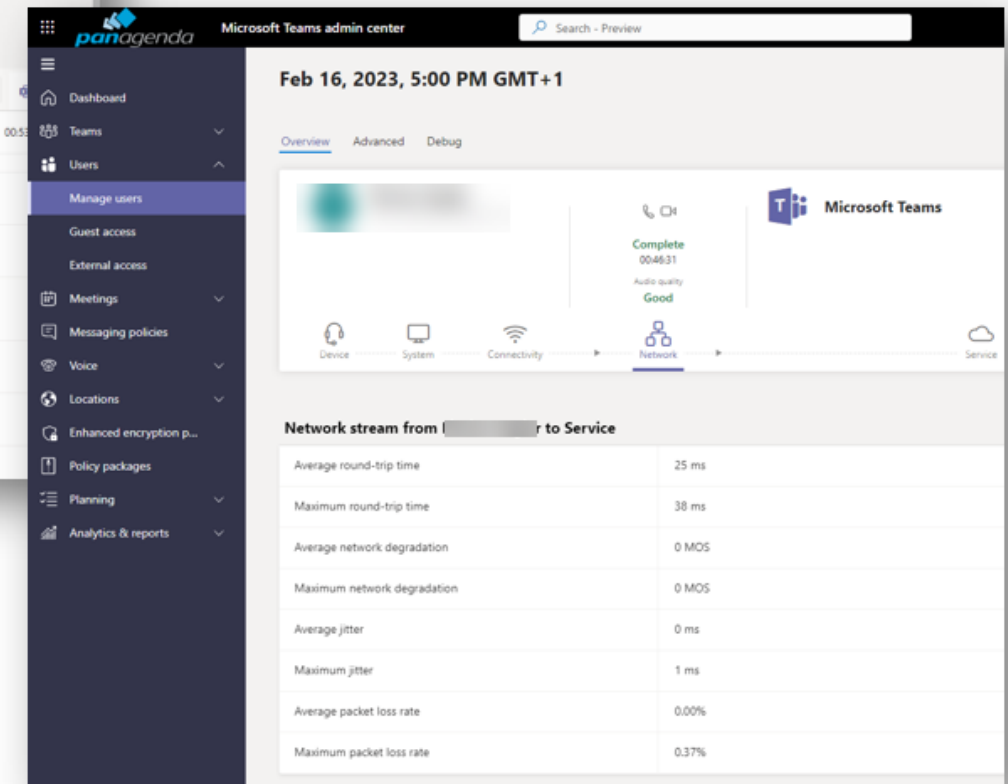 panagenda
Microsoft Teams admin center
Search - Preview
00:53
Dashboard
Teams
Users
Manage users
Guest access
External access
Meetings
Messaging policies
Voice
Locations
Enhanced encryption p...
Policy packages
Planning
Analytics & reports
Feb 16, 2023, 5:00 PM GMT+1
Overview Advanced Debug
Complete
00:46:31
Audio quality
Good
T
Microsoft Teams
Device System Connectivity Network Service
Network stream from r to Service
Average round-trip time 25 ms
Maximum round-trip time 38 ms
Average network degradation 0 MOS
Maximum network degradation 0 MOS
Average jitter 0 ms
Maximum jitter 1 ms
Average packet loss rate 0.00%
Maximum packet loss rate 0.37%